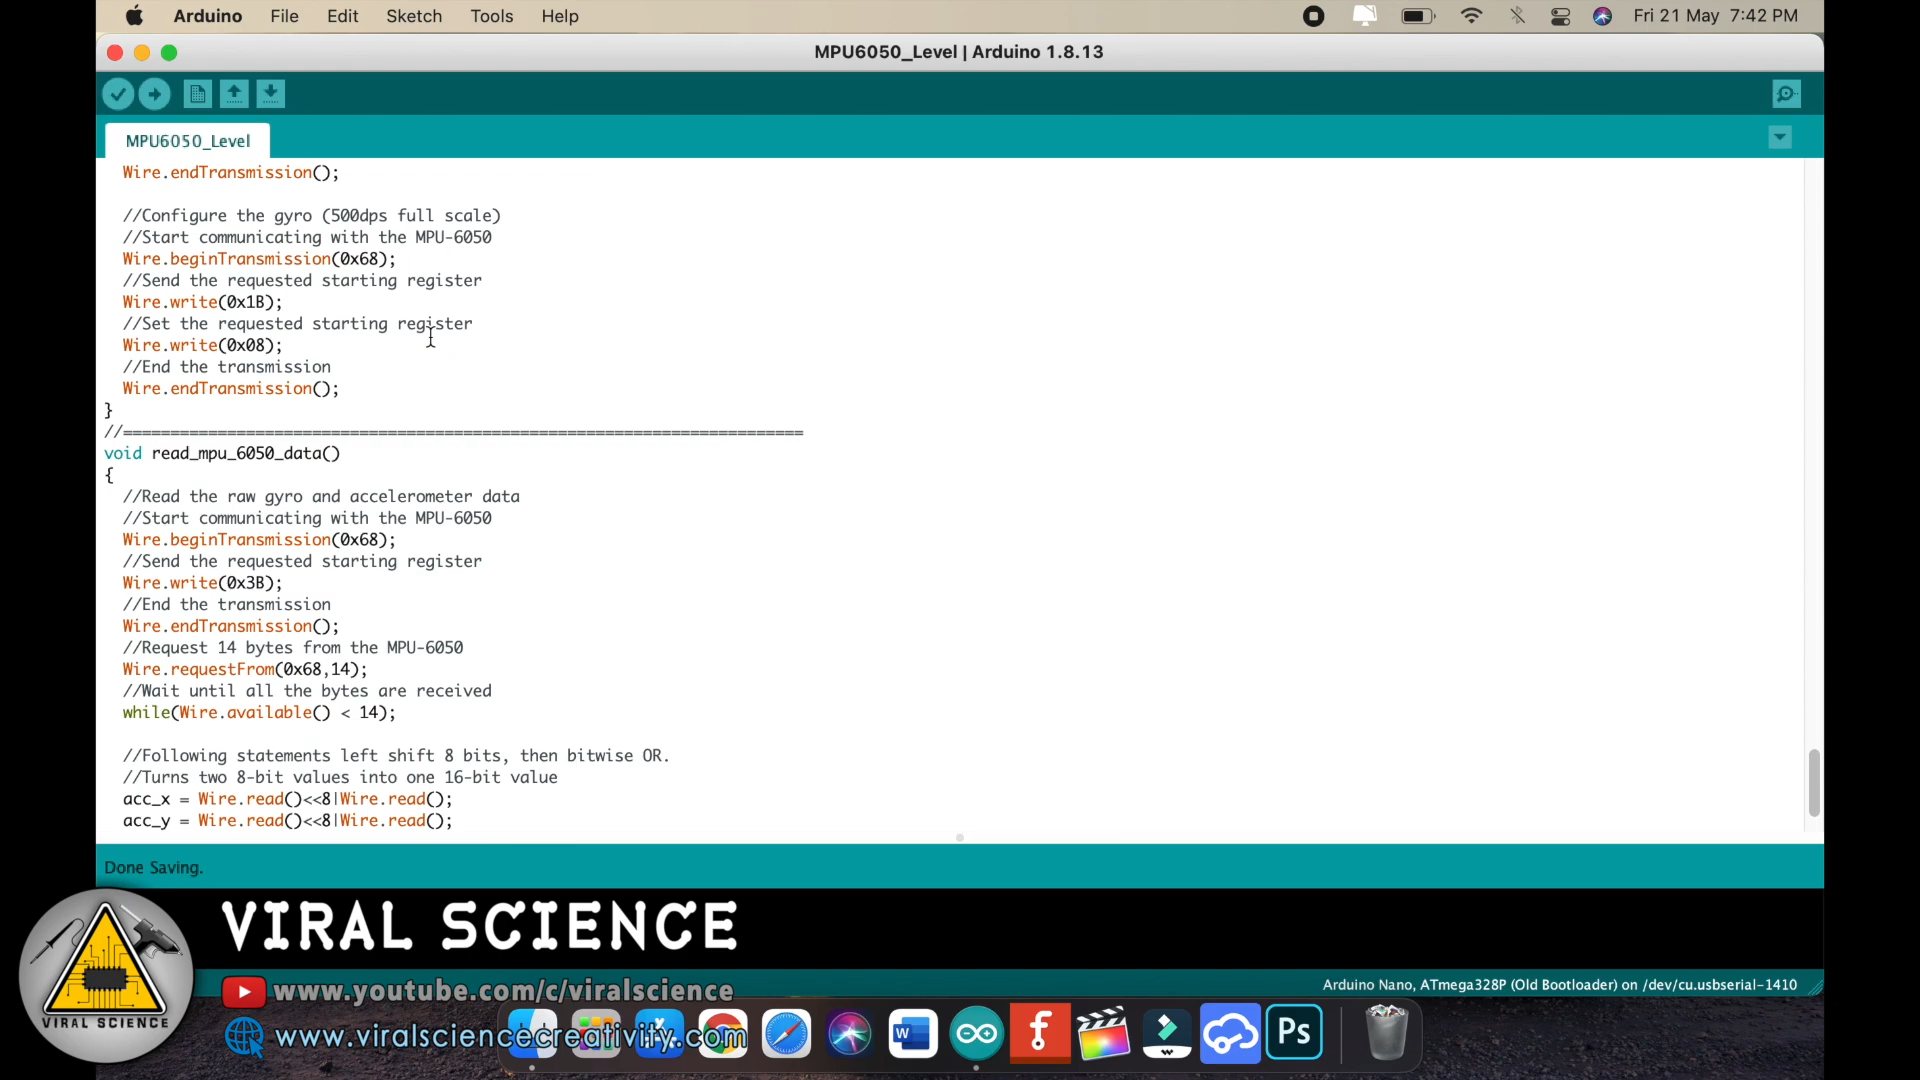 Arduino File Edit Sketch Tools Help Fri 21 May 7:42 PM
MPU6050_Level | Arduino 1.8.13
MPU6050_Level
Wire.endTransmission();
//Configure the gyro (500dps full scale)
//Start communicating with the MPU-6050
Wire.beginTransmission(0x68);
//Send the requested starting register
Wire.write(0x1B);
//Set the requested starting register
Wire.write(0x08);
//End the transmission
Wire.endTransmission();
}
//========================================================================
void read_mpu_6050_data()
{
//Read the raw gyro and accelerometer data
//Start communicating with the MPU-6050
Wire.beginTransmission(0x68);
//Send the requested starting register
Wire.write(0x3B);
//End the transmission
Wire.endTransmission();
//Request 14 bytes from the MPU-6050
Wire.requestFrom(0x68,14);
//Wait until all the bytes are received
while(Wire.available() < 14);
//Following statements left shift 8 bits, then bitwise OR.
//Turns two 8-bit values into one 16-bit value
acc_x = Wire.read()<<8|Wire.read();
acc_y = Wire.read()<<8|Wire.read();
Done Saving.
VIRAL SCIENCE
Arduino Nano, ATmega328P (Old Bootloader) on /dev/cu.usbserial-1410
www.youtube.com/c/viralscience
VIRAL SCIENCE
www.viralsciencecreativity.com
W
f
Ps